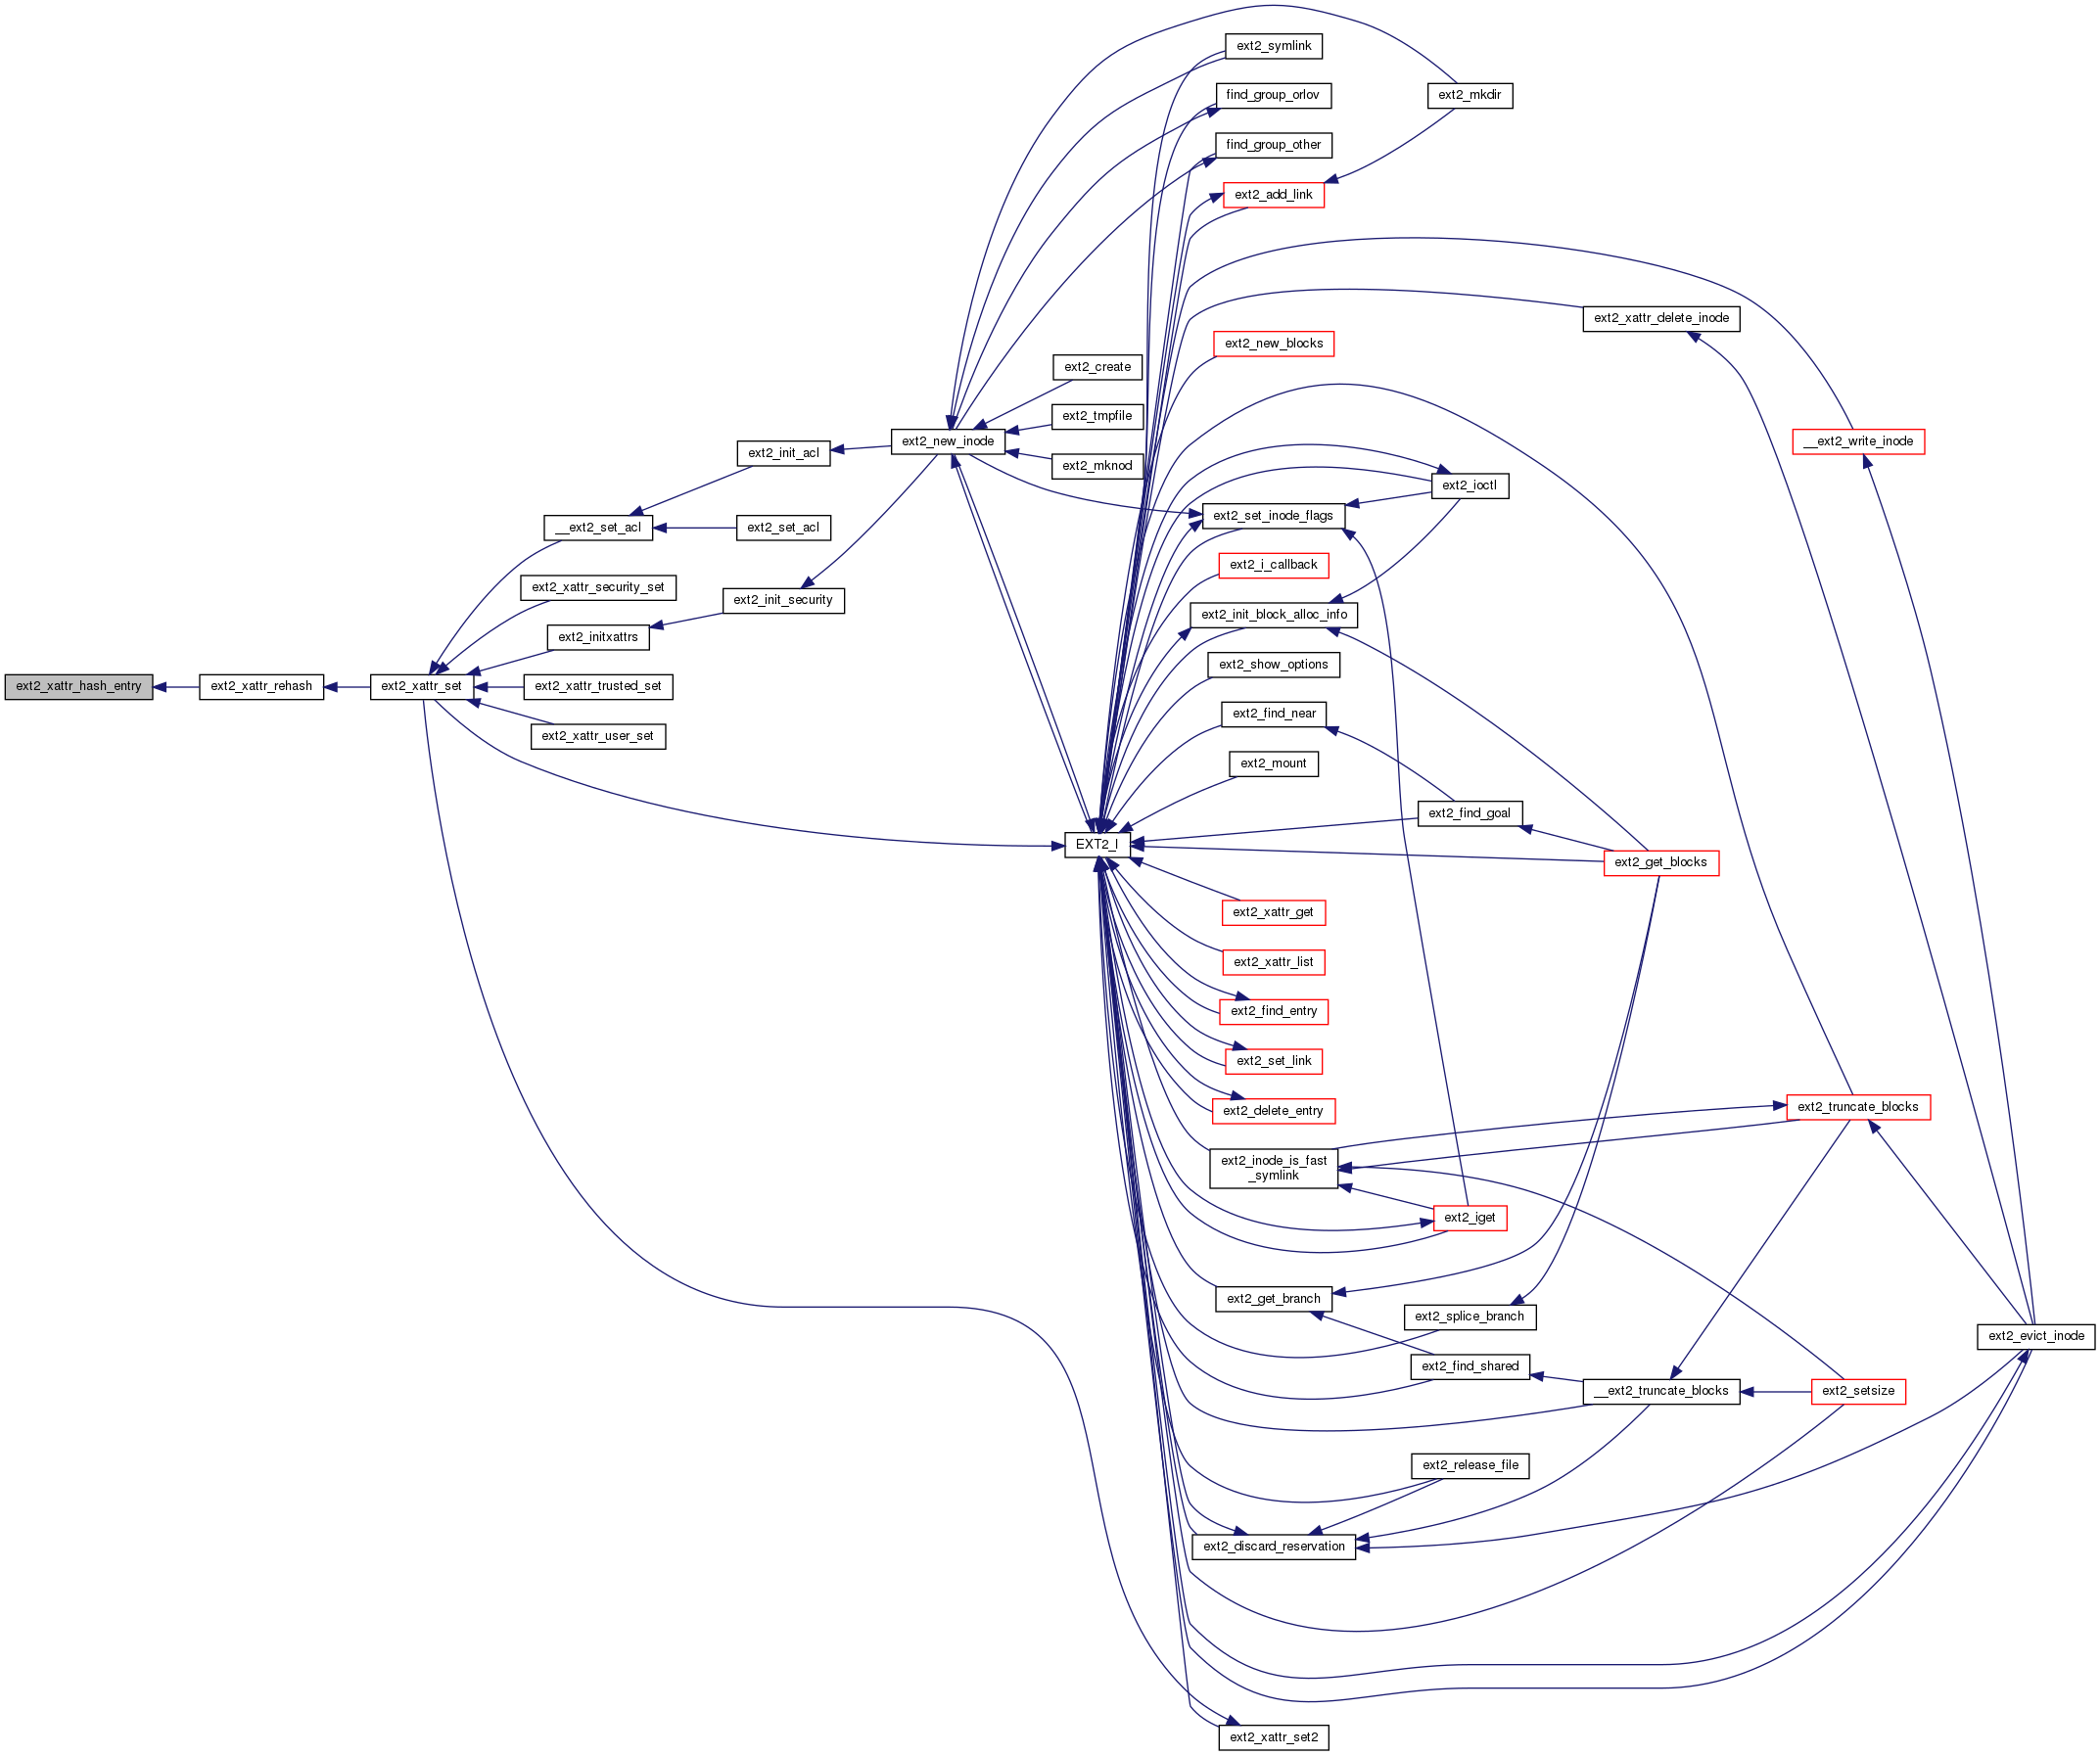 ext2_symlink
find_group_orlov
ext2_mkdir
find_group_other
ext2_add_link
ext2_xattr_delete_inode
ext2_new_blocks
ext2_create
ext2_tmpfile
ext2_new_inode
__ext2_write_inode
ext2_init_acl
ext2_mknod
ext2_ioctl
ext2_set_inode_flags
__ext2_set_acl
ext2_set_acl
ext2_i_callback
ext2_xattr_security_set
ext2_init_security
ext2_init_block_alloc_info
ext2_initxattrs
ext2_show_options
ext2_xattr_hash_entry
ext2_xattr_rehash
ext2_xattr_set
ext2_xattr_trusted_set
ext2_find_near
ext2_xattr_user_set
ext2_mount
ext2_find_goal
EXT2_I
ext2_get_blocks
ext2_xattr_get
ext2_xattr_list
ext2_find_entry
ext2_set_link
ext2_delete_entry
ext2_truncate_blocks
ext2_inode_is_fast
_symlink
ext2_iget
ext2_get_branch
ext2_splice_branch
ext2_evict_inode
ext2_find_shared
__ext2_truncate_blocks
ext2_setsize
ext2_release_file
ext2_discard_reservation
ext2_xattr_set2